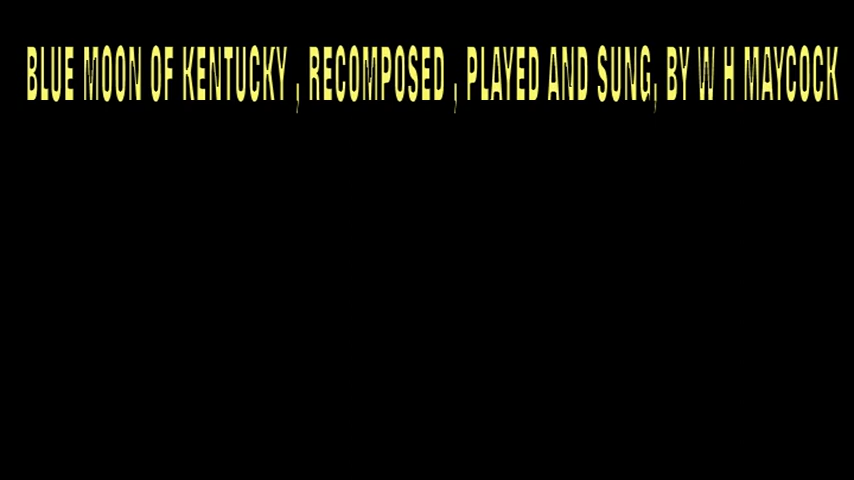 BLUE MOON OF KENTUCKY , RECOMPOSED , PLAYED AND SUNG, BY W H MAYCOCK